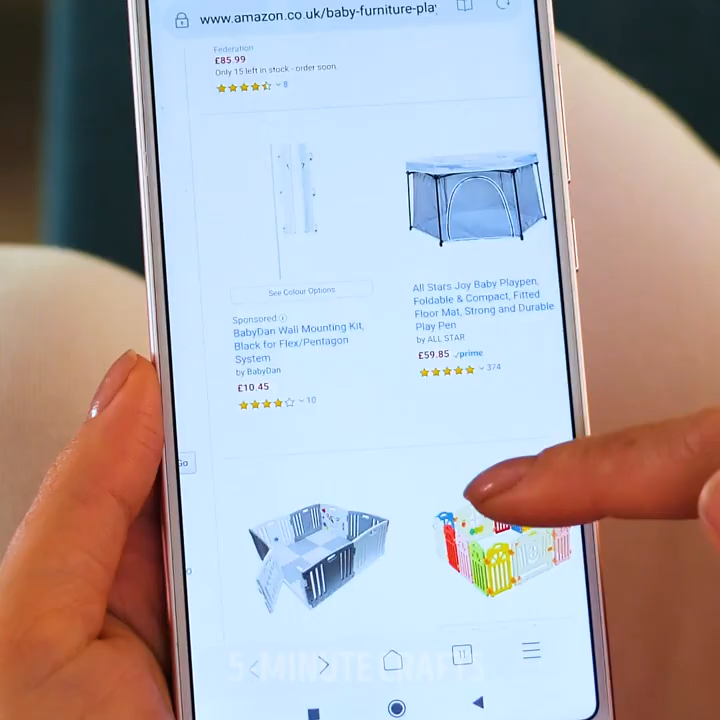 www.amazon.co.uk/baby-furniture-play
Federation
£85.99
Only 15 left in stock - order soon.
8
See Colour Options
Sponsored
BabyDan Wall Mounting Kit,
Black for Flex/Pentagon
System
by BabyDan
£10.45
10
All Stars Joy Baby Playpen,
Foldable & Compact, Fitted
Floor Mat, Strong and Durable
Play Pen
by ALL STAR
£59.85 prime
374
Go
11
5-MINUTE CRAFTS